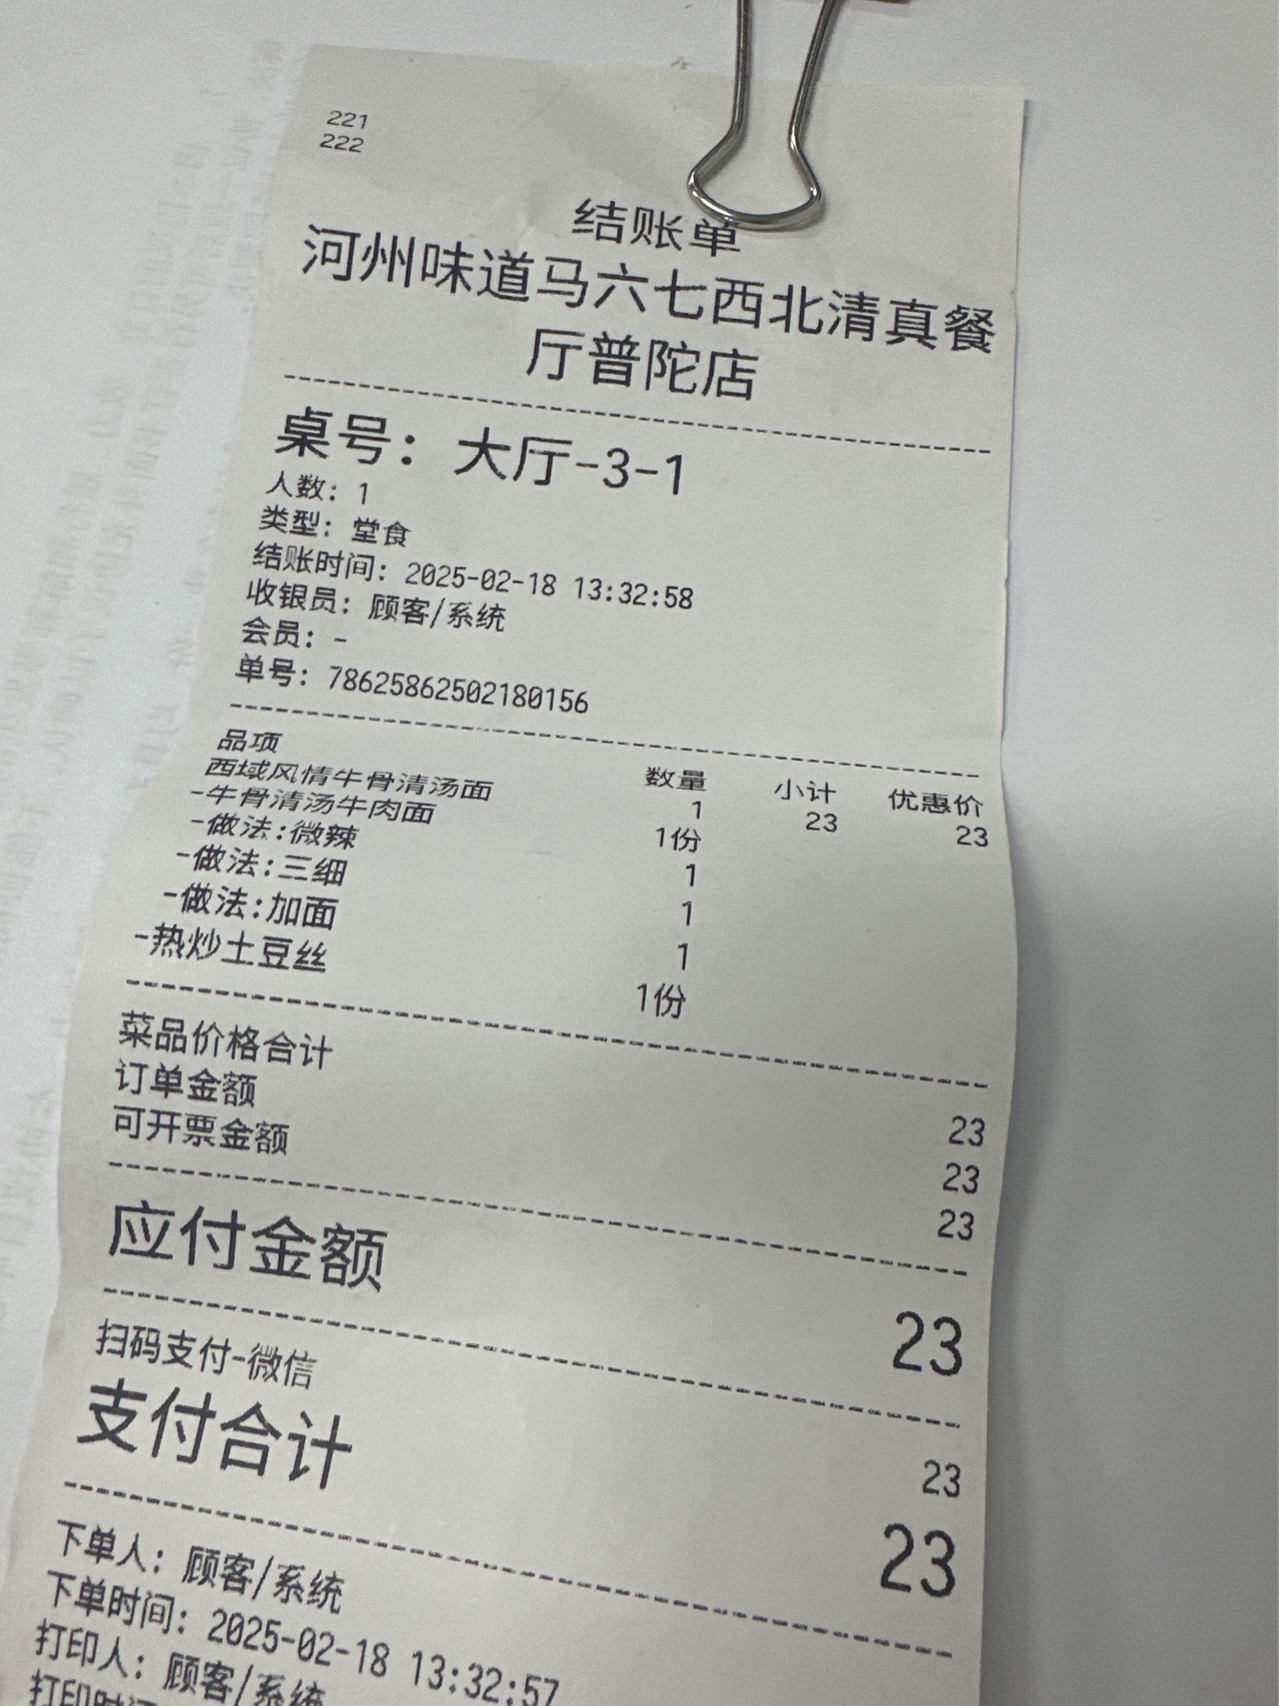 221
222
结账单
河州味道马六七西北清真餐
厅普陀店
桌号：大厅-3-1
人数：1
类型：堂食
结账时间：2025-02-18 13:32:58
收银员：顾客/系统
会员：-
单号：78625862502180156
品项 数量 小计 优惠价
西域风情牛骨清汤面 1 23 23
-牛骨清汤牛肉面 1份
-做法:微辣 1
-做法:三细 1
-做法:加面 1
-热炒土豆丝 1份
菜品价格合计 23
订单金额 23
可开票金额 23
应付金额 23
扫码支付-微信 23
支付合计 23
下单人：顾客/系统
下单时间：2025-02-18 13:32:57
打印人：顾客/系统
打印时